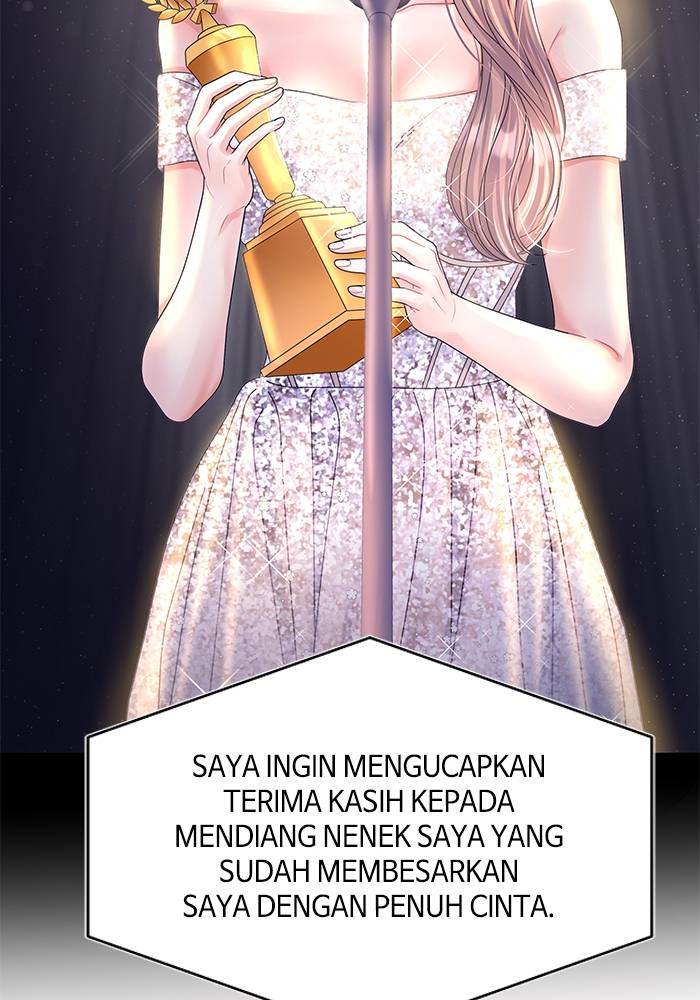 SAYA INGIN MENGUCAPKAN
TERIMA KASIH KEPADA
MENDIANG NENEK SAYA YANG
SUDAH MEMBESARKAN
SAYA DENGAN PENUH CINTA.